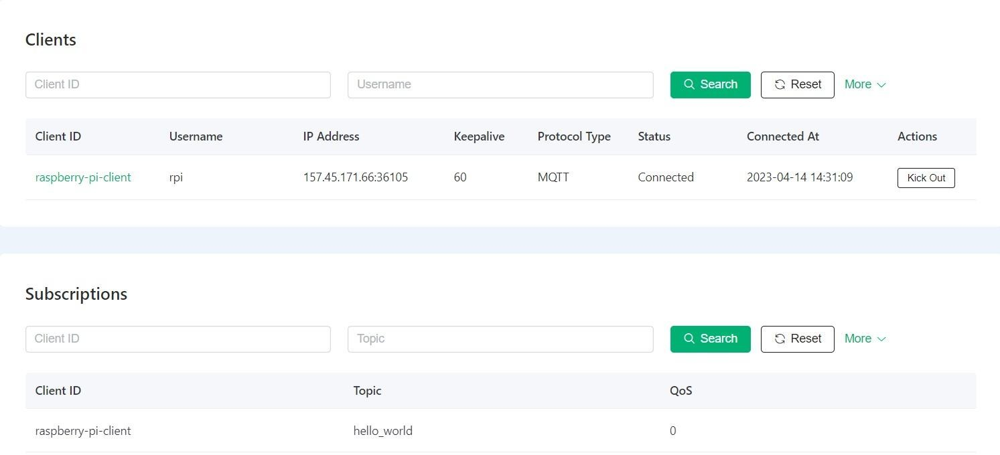 Clients
Client ID Username Search Reset More
Client ID Username IP Address Keepalive Protocol Type Status Connected At Actions
raspberry-pi-client rpi 157.45.171.66:36105 60 MQTT Connected 2023-04-14 14:31:09 Kick Out
Subscriptions
Client ID Topic Search Reset More
Client ID Topic QoS
raspberry-pi-client hello_world 0